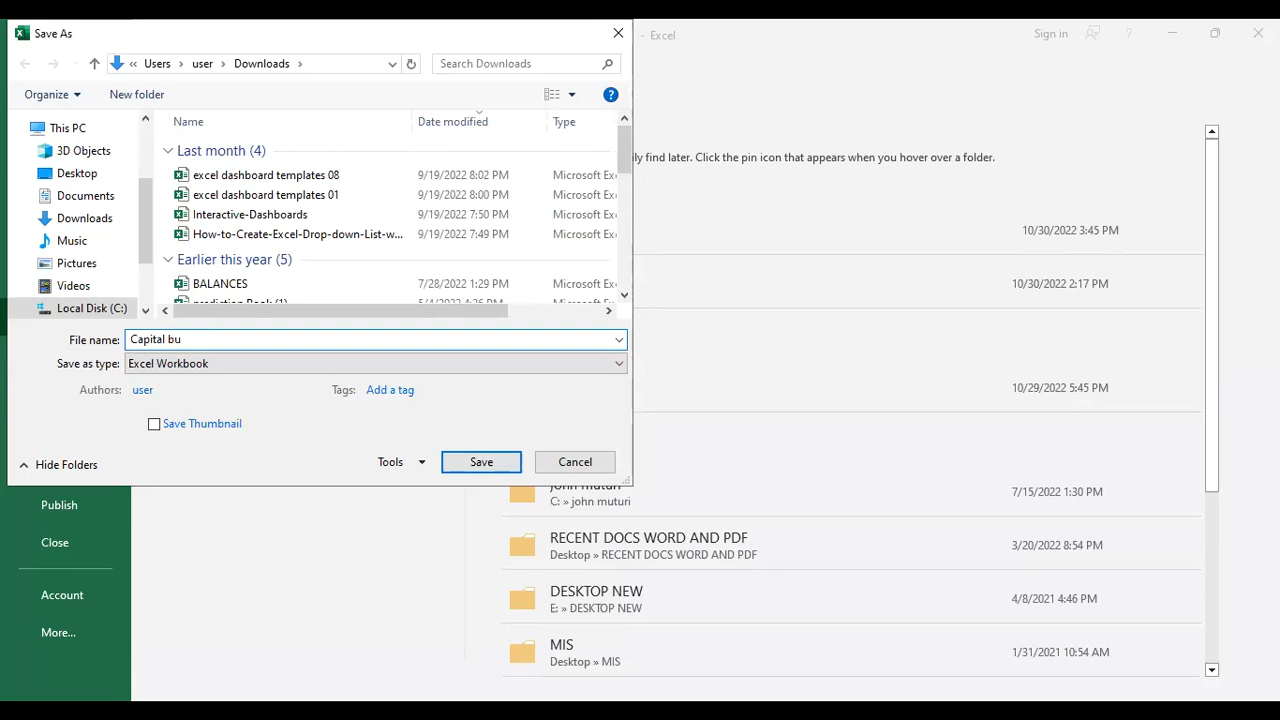 Save As
- Excel
Sign in
?
Users
user
Downloads
Search Downloads
Organize
New folder
?
This PC
3D Objects
Desktop
Documents
Downloads
Music
Pictures
Videos
Local Disk (C:)
Name
Date modified
Type
Last month (4)
excel dashboard templates 08 9/19/2022 8:02 PM Microsoft Exc
excel dashboard templates 01 9/19/2022 8:00 PM Microsoft Exc
Interactive-Dashboards 9/19/2022 7:50 PM Microsoft Exc
How-to-Create-Excel-Drop-down-List-w... 9/19/2022 7:49 PM Microsoft Exc
Earlier this year (5)
BALANCES 7/28/2022 1:29 PM Microsoft Exc
File name: Capital bu
Save as type: Excel Workbook
Authors: user
Tags: Add a tag
Save Thumbnail
Hide Folders
Tools
Save
Cancel
ily find later. Click the pin icon that appears when you hover over a folder.
10/30/2022 3:45 PM
10/30/2022 2:17 PM
10/29/2022 5:45 PM
john muturi
C: » john muturi
7/15/2022 1:30 PM
RECENT DOCS WORD AND PDF
Desktop » RECENT DOCS WORD AND PDF
3/20/2022 8:54 PM
DESKTOP NEW
E: » DESKTOP NEW
4/8/2021 4:46 PM
MIS
Desktop » MIS
1/31/2021 10:54 AM
Publish
Close
Account
More...